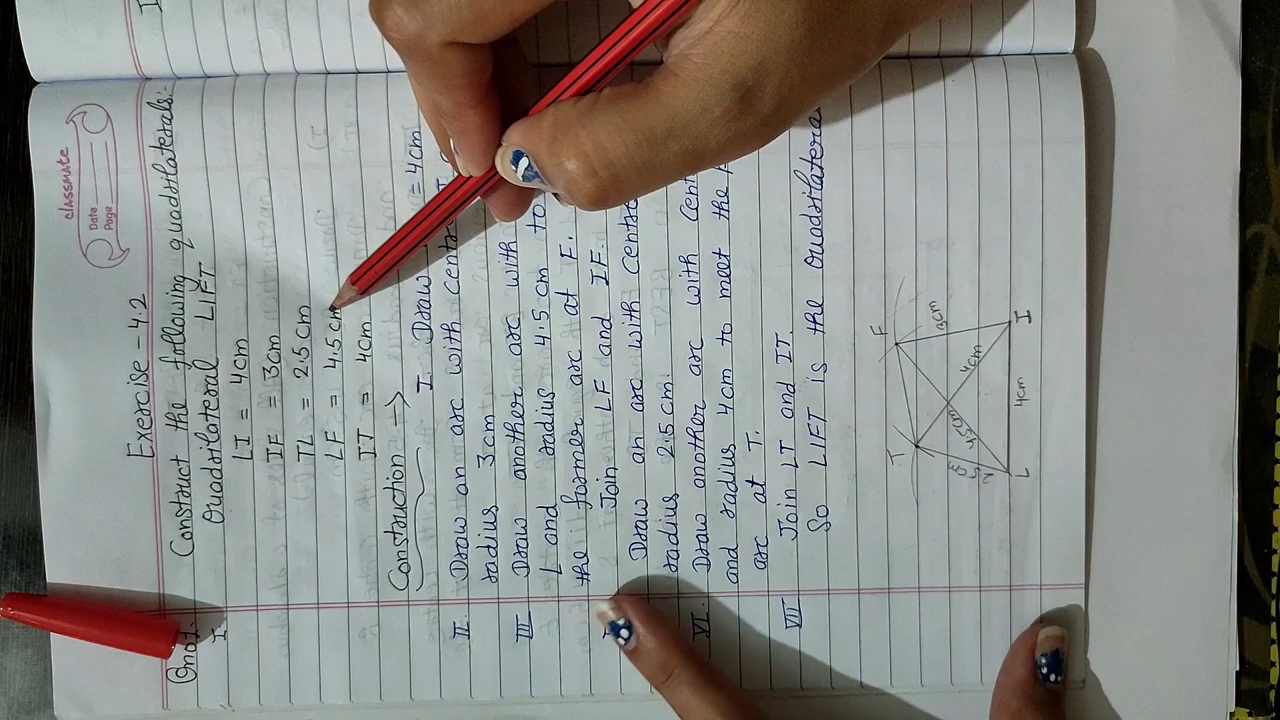 classmate
Date
Page
Exercise - 4.2
Qno1. Construct the following quadrilaterals:-
I Quadrilateral LIFT
LI = 4cm
IF = 3cm
TL = 2.5cm
LF = 4.5cm
IT = 4cm
Construction →
I. Draw = 4cm
II. Draw an arc with centre
radius 3cm
III Draw another arc with
L and radius 4.5cm to
the former arc at F.
Join LF and IF.
Draw an arc with centre
radius 2.5cm.
VI. Draw another arc with
and radius 4cm to meet the
arc at T.
VII Join LT and IT.
So LIFT is the
T
F
3cm
4cm
4.5cm
2.5
L
4cm
I